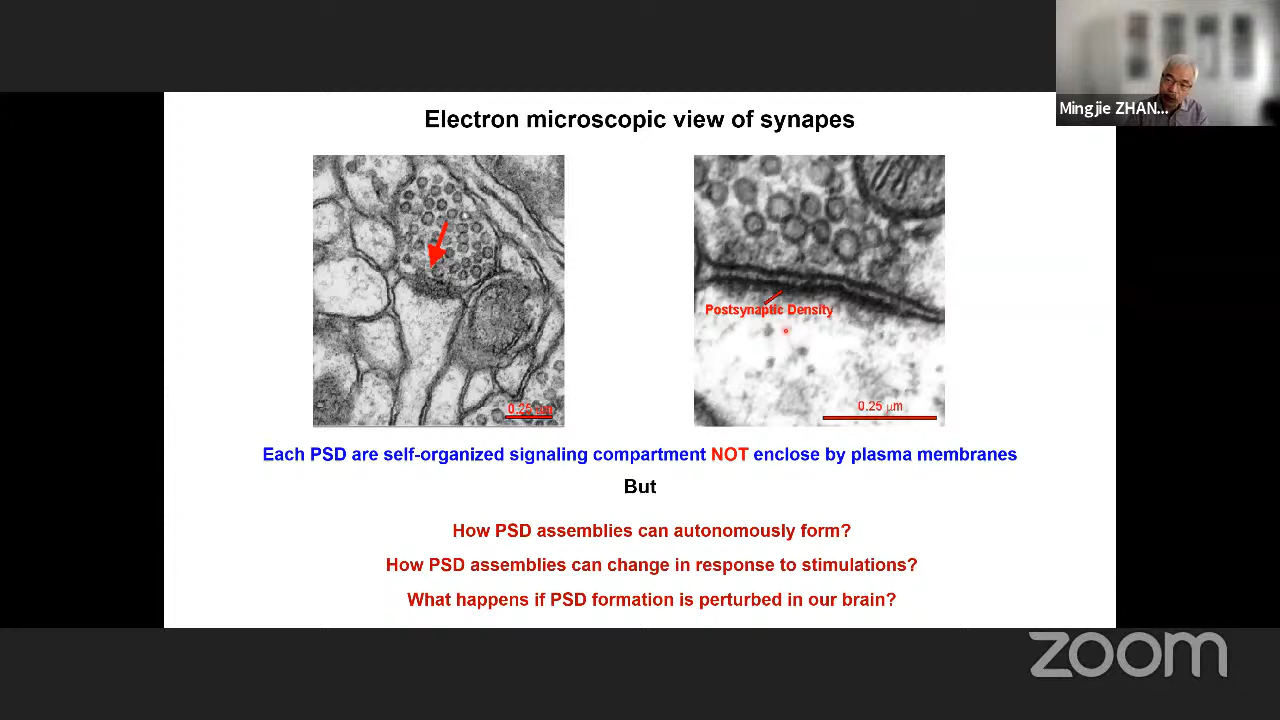 Mingjie ZHAN...
Electron microscopic view of synapes
Postsynaptic Density
0.25 μm
0.25 μm
Each PSD are self-organized signaling compartment NOT enclose by plasma membranes
But
How PSD assemblies can autonomously form?
How PSD assemblies can change in response to stimulations?
What happens if PSD formation is perturbed in our brain?
zoom